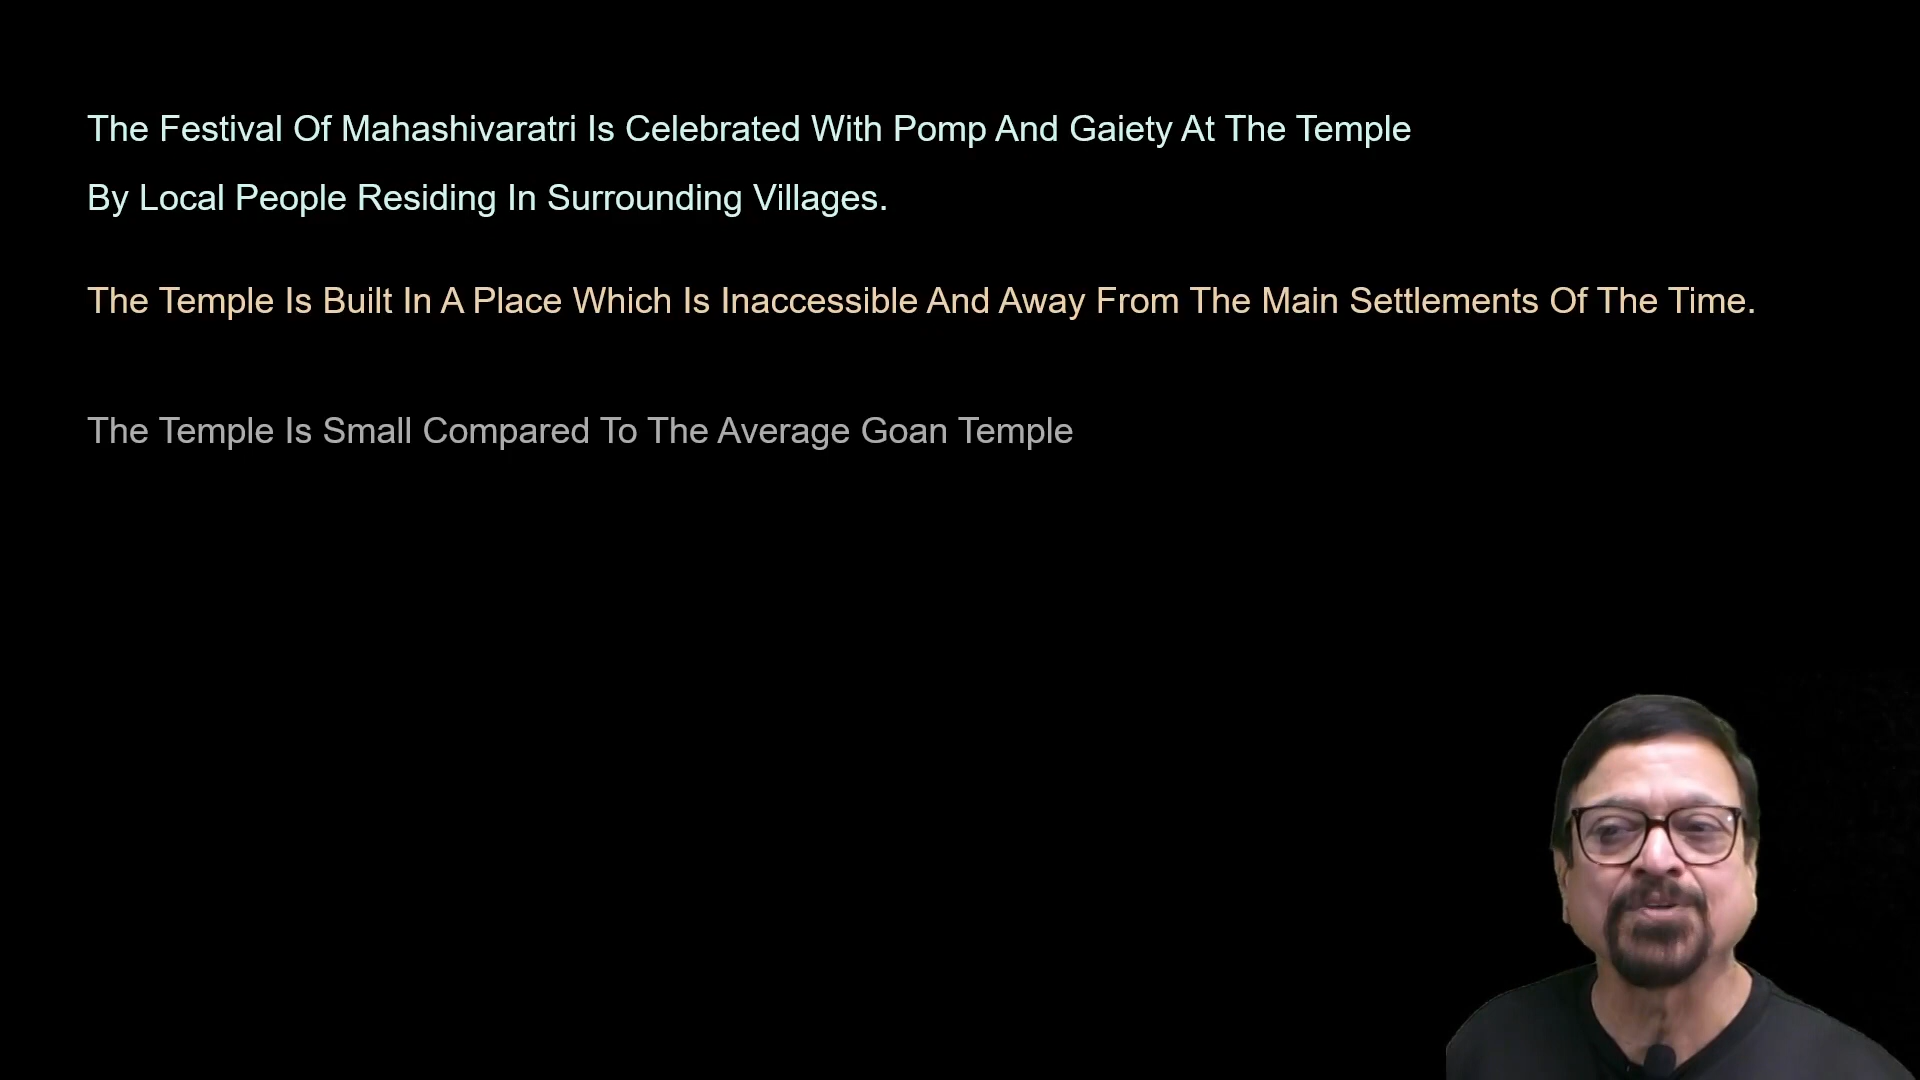 The Festival Of Mahashivaratri Is Celebrated With Pomp And Gaiety At The Temple
By Local People Residing In Surrounding Villages.
The Temple Is Built In A Place Which Is Inaccessible And Away From The Main Settlements Of The Time.
The Temple Is Small Compared To The Average Goan Temple